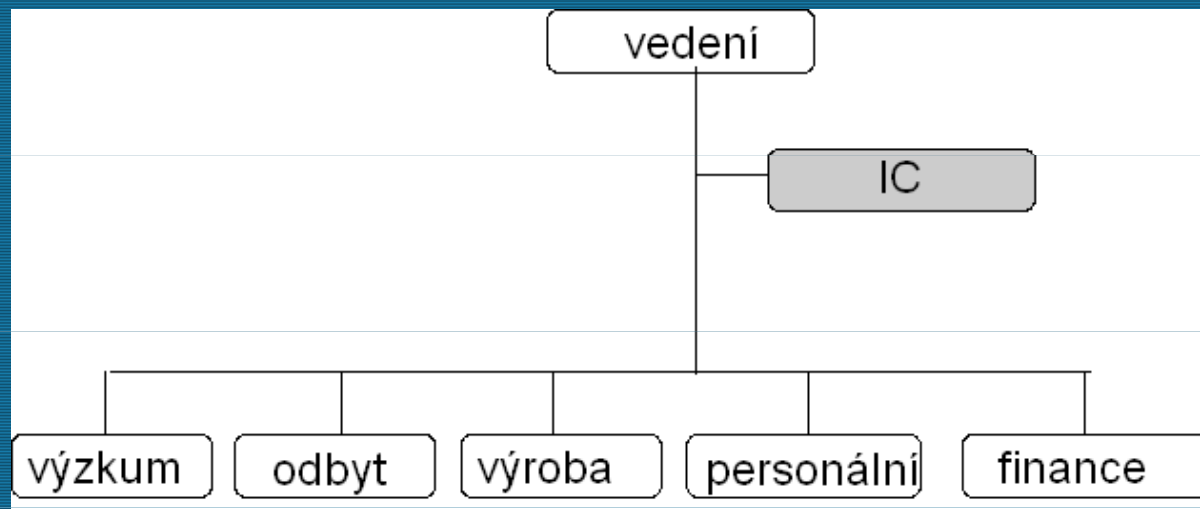 vedení
IC
výzkum
odbyt
výroba
personální
finance